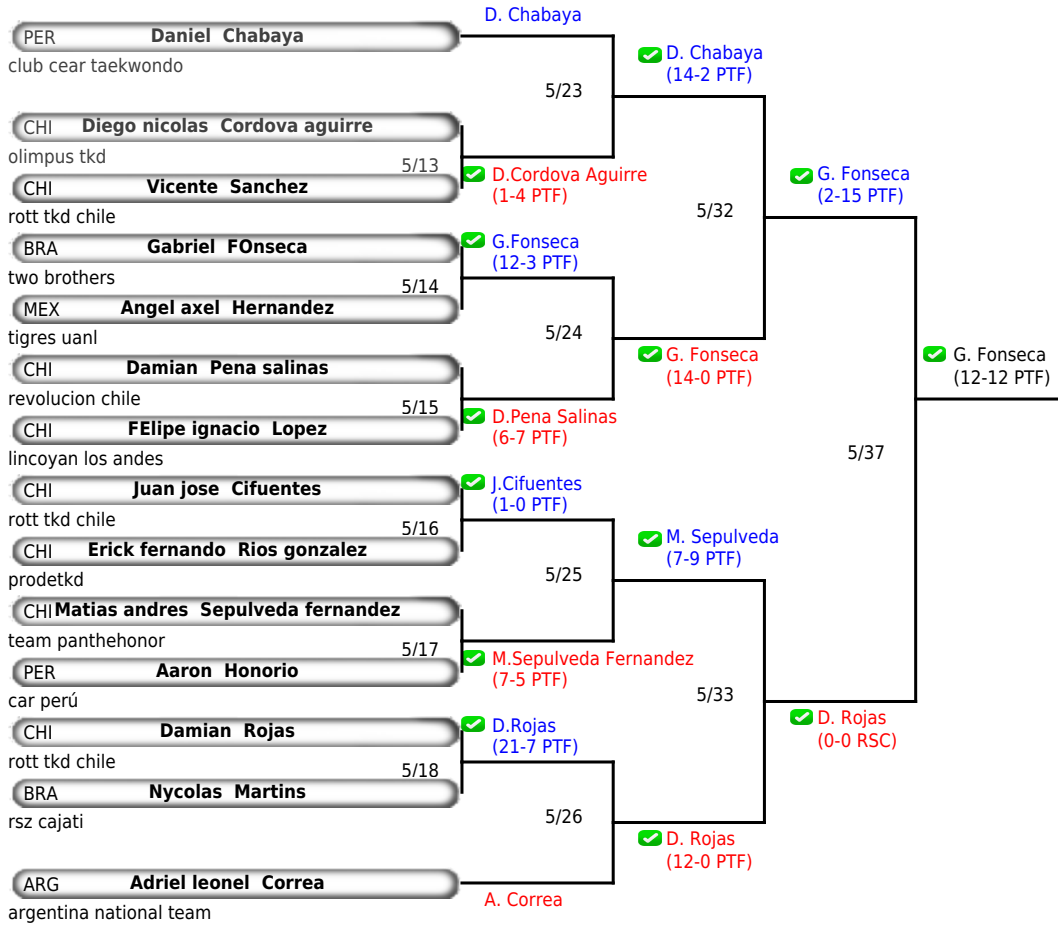 D. Chabaya
PER Daniel Chabaya
club cear taekwondo
D. Chabaya
(14-2 PTF)
5/23
CHI Diego nicolas Cordova aguirre
olimpus tkd
5/13
CHI Vicente Sanchez
rott tkd chile
D.Cordova Aguirre
(1-4 PTF)
G. Fonseca
(2-15 PTF)
5/32
BRA Gabriel FOnseca
two brothers
G.Fonseca
(12-3 PTF)
5/14
MEX Angel axel Hernandez
tigres uanl
5/24
G. Fonseca
(14-0 PTF)
G. Fonseca
(12-12 PTF)
CHI Damian Pena salinas
revolucion chile
5/15
CHI FElipe ignacio Lopez
lincoyan los andes
D.Pena Salinas
(6-7 PTF)
5/37
CHI Juan jose Cifuentes
rott tkd chile
J.Cifuentes
(1-0 PTF)
5/16
CHI Erick fernando Rios gonzalez
prodetkd
M. Sepulveda
(7-9 PTF)
5/25
CHI Matias andres Sepulveda fernandez
team panthehonor
5/17
PER Aaron Honorio
car perú
M.Sepulveda Fernandez
(7-5 PTF)
5/33
D. Rojas
(0-0 RSC)
CHI Damian Rojas
rott tkd chile
D.Rojas
(21-7 PTF)
5/18
BRA Nycolas Martins
rsz cajati
5/26
D. Rojas
(12-0 PTF)
ARG Adriel leonel Correa
argentina national team
A. Correa